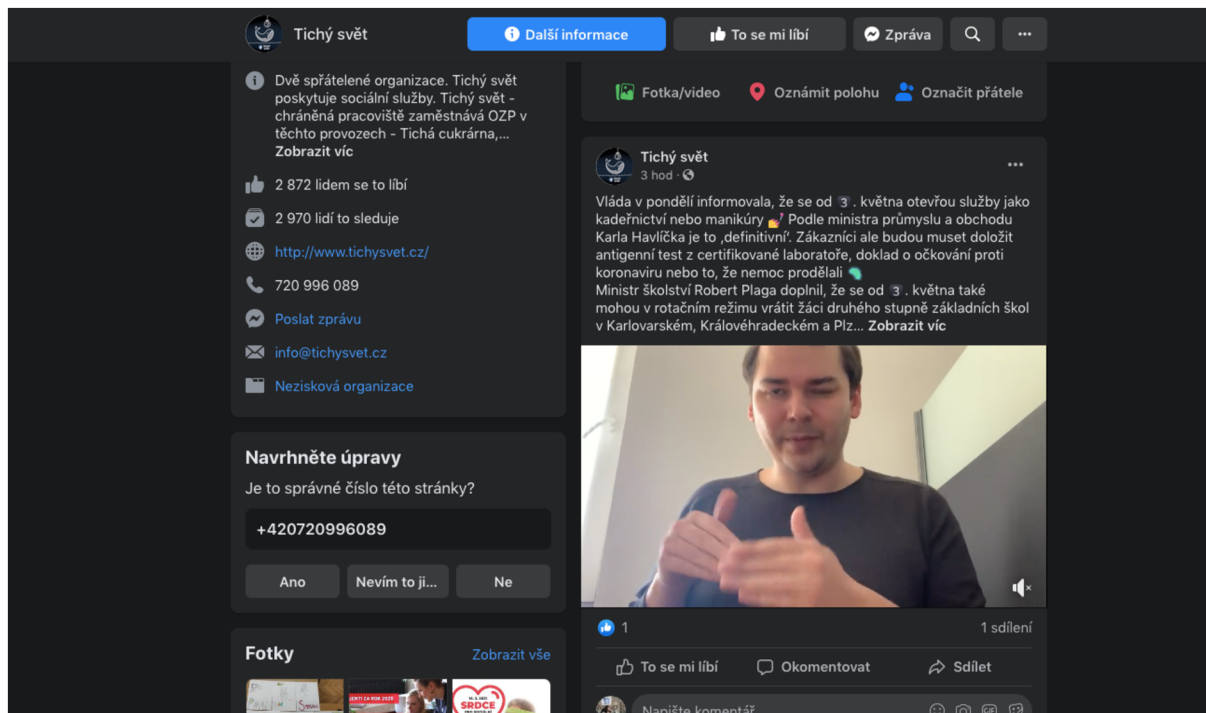 Tichý svět
Další informace
To se mi líbí
Zpráva
Dvě spřátelené organizace. Tichý svět
poskytuje sociální služby. Tichý svět -
chráněná pracoviště zaměstnává OZP v
těchto provozech - Tichá cukrárna,...
Zobrazit víc
2 872 lidem se to líbí
2 970 lidí to sleduje
http://www.tichysvet.cz/
720 996 089
Poslat zprávu
info@tichysvet.cz
Nezisková organizace
Navrhněte úpravy
Je to správné číslo této stránky?
+420720996089
Ano
Nevím to ji...
Ne
Fotky
Zobrazit vše
JENTI ZA ROK 2020
SRDCE
Fotka/video
Oznámit polohu
Označit přátele
Tichý svět
3 hod ·
Vláda v pondělí informovala, že se od 3. května otevřou služby jako
kadeřnictví nebo manikúry 💅 Podle ministra průmyslu a obchodu
Karla Havlíčka je to ‚definitivní‘. Zákazníci ale budou muset doložit
antigenní test z certifikované laboratoře, doklad o očkování proti
koronaviru nebo to, že nemoc prodělali 🦠
Ministr školství Robert Plaga doplnil, že se od 3. května také
mohou v rotačním režimu vrátit žáci druhého stupně základních škol
v Karlovarském, Královéhradeckém a Plz... Zobrazit víc
1
1 sdílení
To se mi líbí
Okomentovat
Sdílet
Napište komentář
GIF